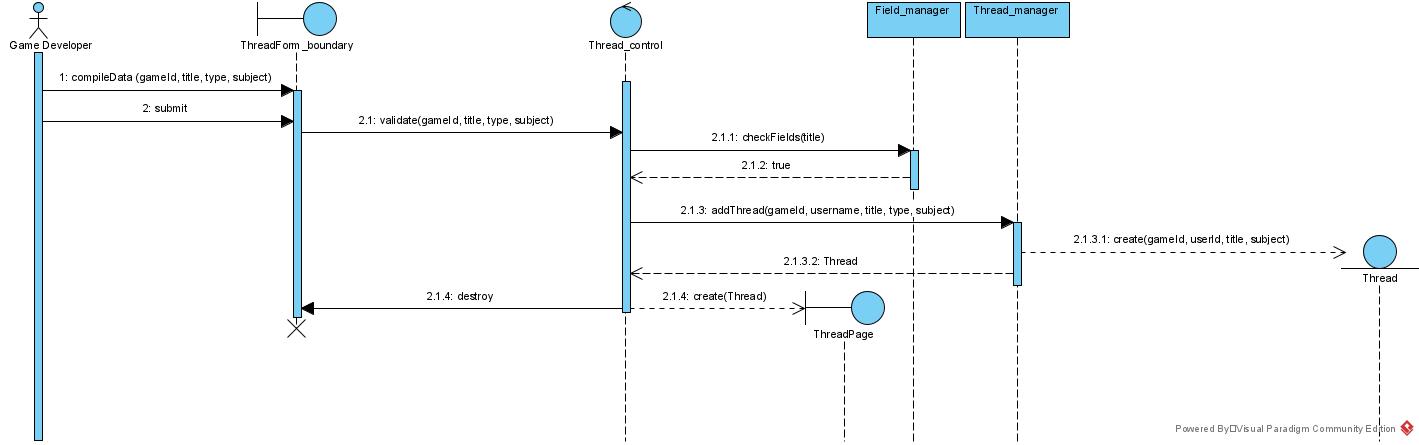 Field_manager
Thread_manager
Game Developer
ThreadForm_boundary
Thread_control
1: compileData (gameId, title, type, subject)
2: submit
2.1: validate(gameId, title, type, subject)
2.1.1: checkFields(title)
2.1.2: true
2.1.3: addThread(gameId, username, title, type, subject)
2.1.3.1: create(gameId, userId, title, subject)
2.1.3.2: Thread
Thread
2.1.4: destroy
2.1.4: create(Thread)
ThreadPage
Powered By Visual Paradigm Community Edition